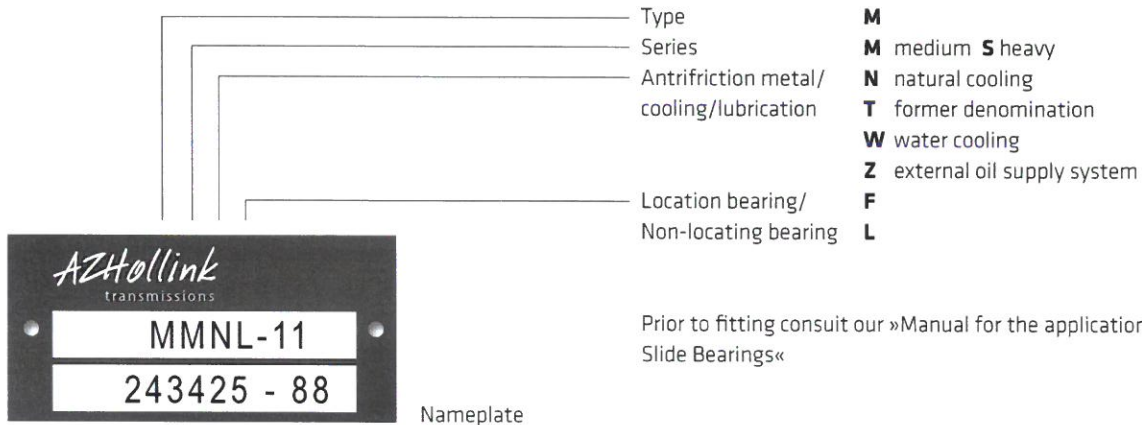 Type M
Series M medium S heavy
Antrifriction metal/ N natural cooling
cooling/lubrication T former denomination
W water cooling
Z external oil supply system
Location bearing/ F
Non-locating bearing L
AZHollink
transmissions
MMNL-11
243425 - 88
Nameplate
Prior to fitting consuit our »Manual for the application
Slide Bearings«